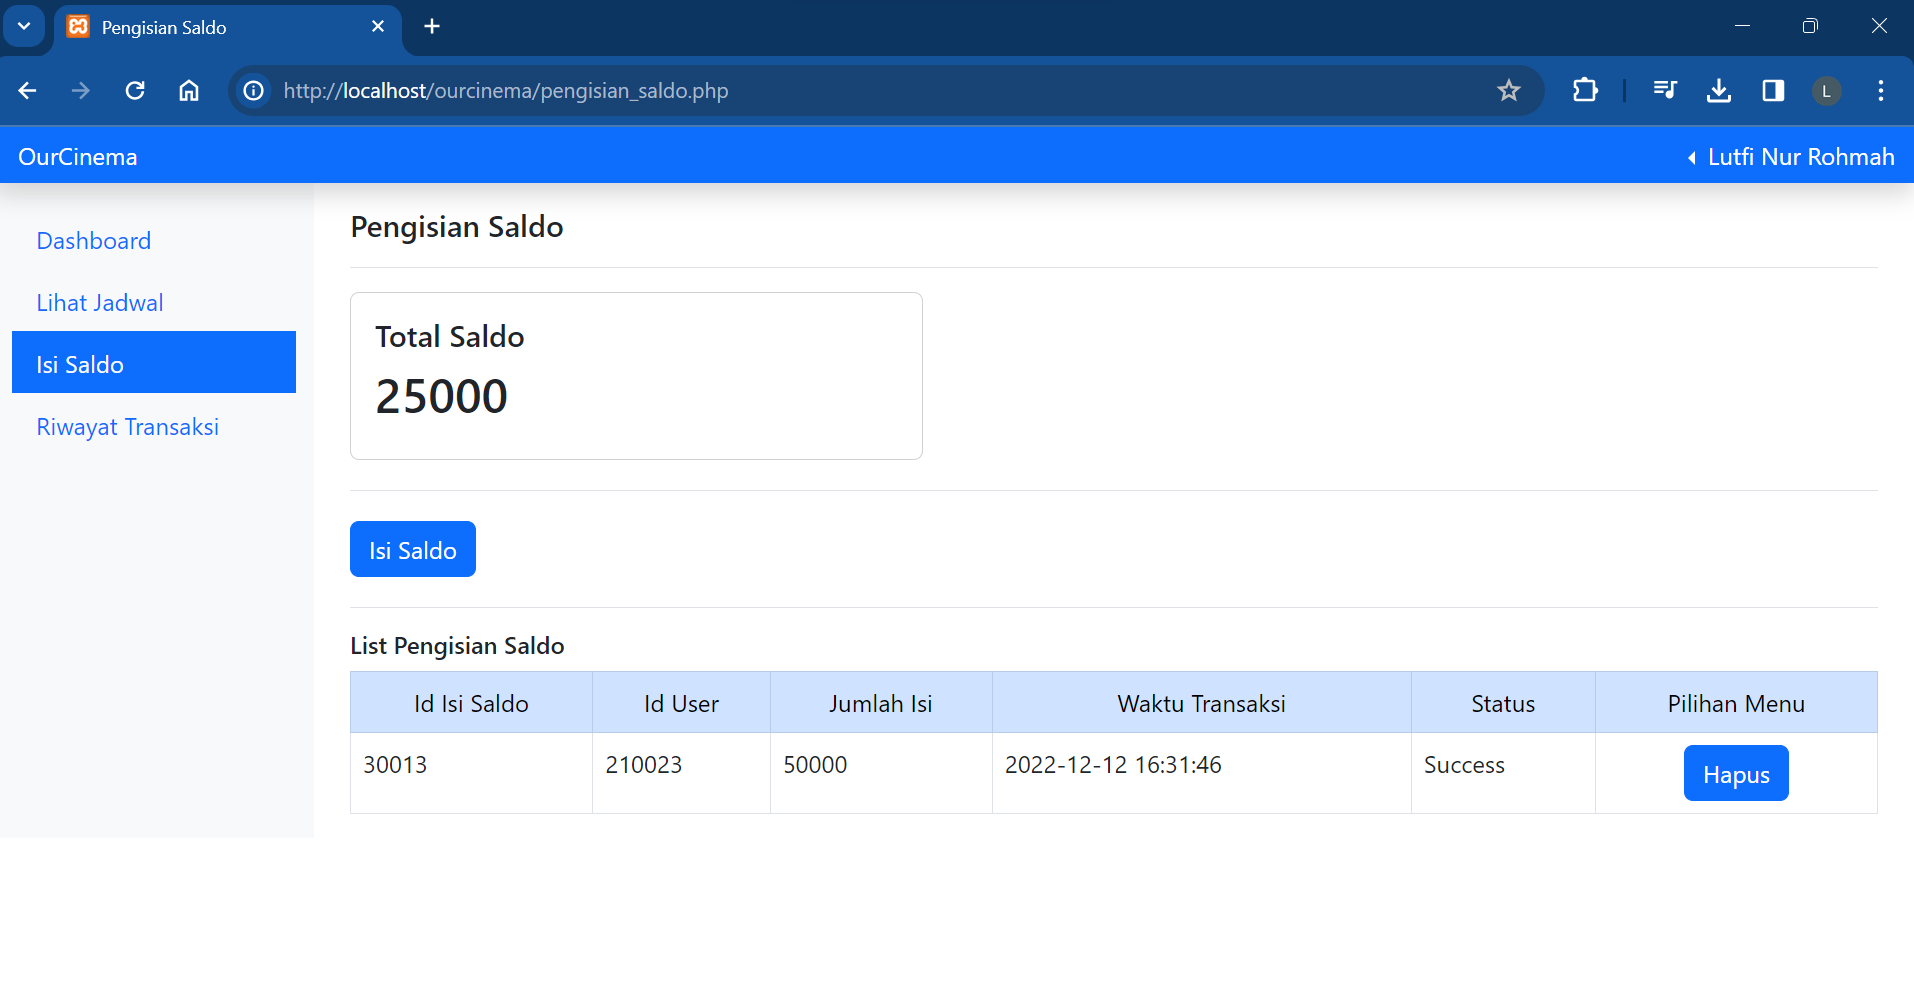 Pengisian Saldo
http://localhost/ourcinema/pengisian_saldo.php
L
OurCinema
Lutfi Nur Rohmah
Dashboard
Lihat Jadwal
Isi Saldo
Riwayat Transaksi
Pengisian Saldo
Total Saldo
25000
Isi Saldo
List Pengisian Saldo
Id Isi Saldo Id User Jumlah Isi Waktu Transaksi Status Pilihan Menu
30013 210023 50000 2022-12-12 16:31:46 Success Hapus